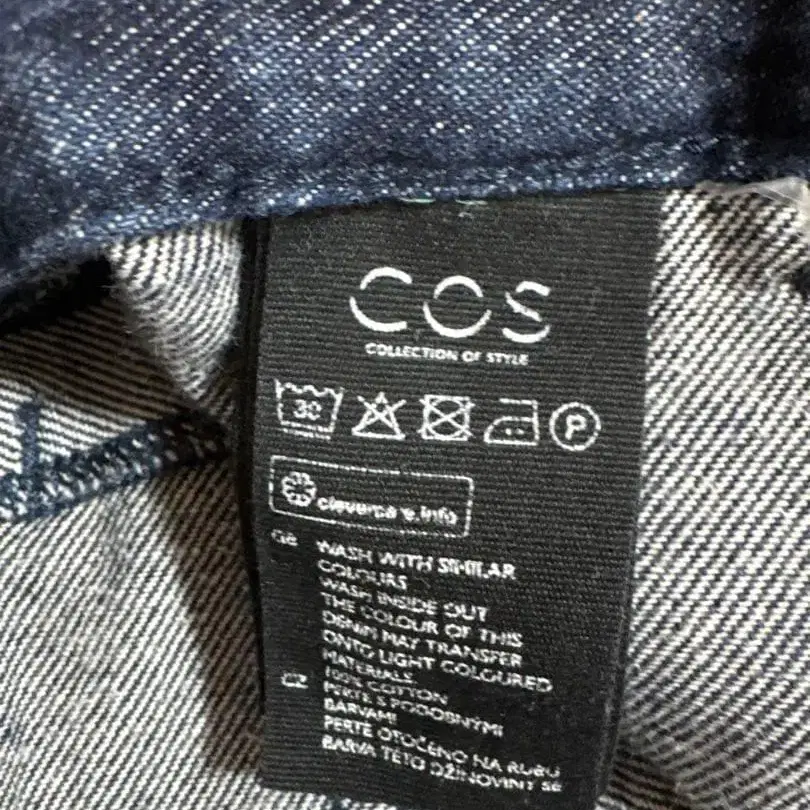 COS
COLLECTION OF STYLE
30
P
clevercare.info
GB WASH WITH SIMILAR
COLOURS
WASH INSIDE OUT
THE COLOUR OF THIS
DENIM MAY TRANSFER
ONTO LIGHT COLOURED
MATERIALS
100% COTTON
CZ PERTE S PODOBNÝMI
BARVAMI
PERTE OTOČENO NA RUBU
BARVA TÉTO DŽÍNOVINY SE